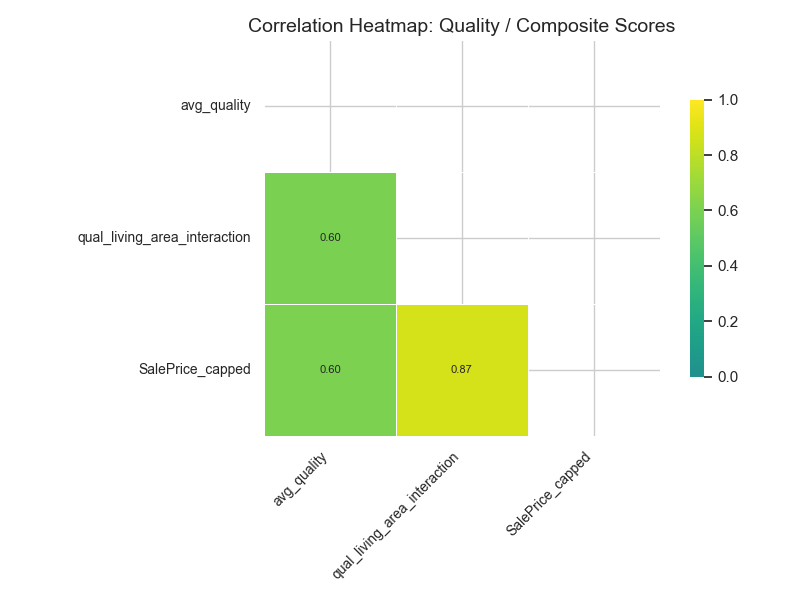 Correlation Heatmap: Quality / Composite Scores
avg_quality
qual_living_area_interaction
SalePrice_capped
0.60
0.60
0.87
avg_quality
qual_living_area_interaction
SalePrice_capped
1.0
0.8
0.6
0.4
0.2
0.0